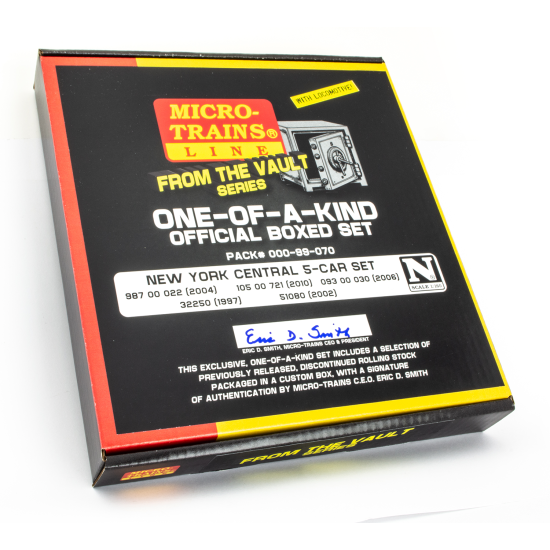 WITH LOCOMOTIVE!
MICRO-
TRAINS®
LINE
FROM THE VAULT
SERIES
ONE-OF-A-KIND
OFFICIAL BOXED SET
PACK# 000-99-070
NEW YORK CENTRAL 5-CAR SET
987 00 022 (2004) 105 00 721 (2010) 093 00 030 (2006)
32250 (1997) 51080 (2002)
N
SCALE 1:160
Eric D. Smith
ERIC D. SMITH, MICRO-TRAINS CEO & PRESIDENT
THIS EXCLUSIVE, ONE-OF-A-KIND SET INCLUDES A SELECTION OF
PREVIOUSLY RELEASED, DISCONTINUED ROLLING STOCK
PACKAGED IN A CUSTOM BOX, WITH A SIGNATURE
OF AUTHENTICATION BY MICRO-TRAINS C.E.O. ERIC D. SMITH
FROM THE VAULT
SERIES